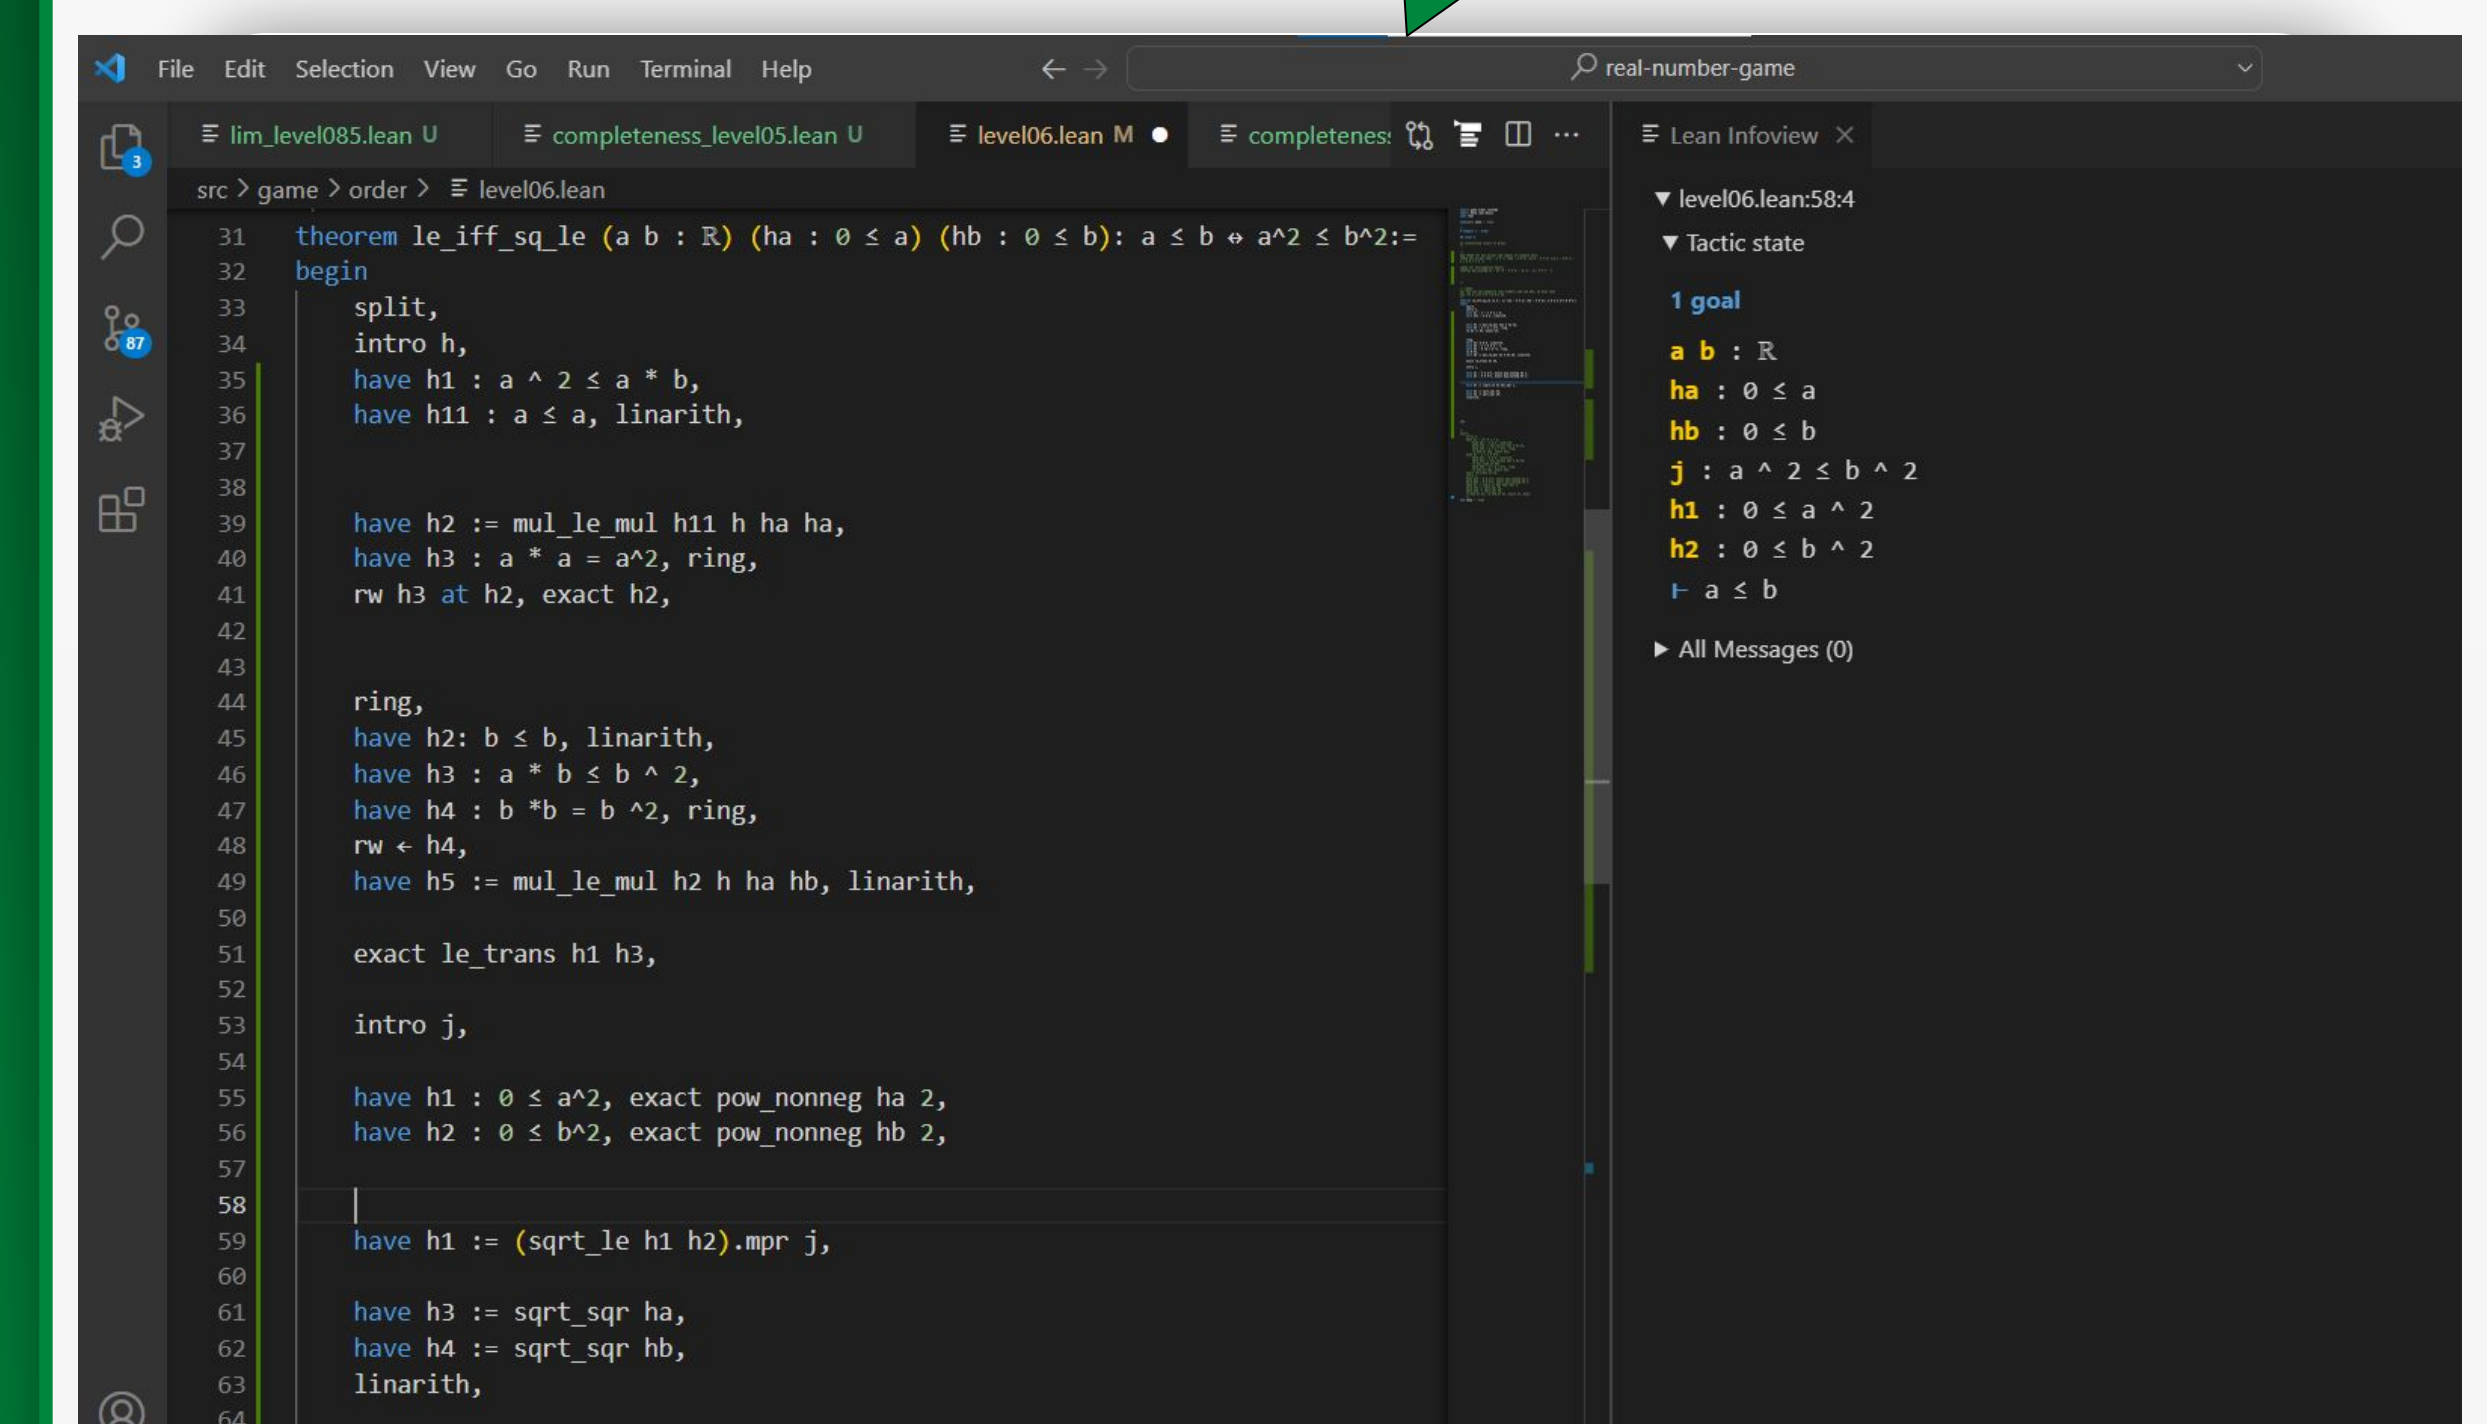 File Edit Selection View Go Run Terminal Help
real-number-game
lim_level085.lean U
completeness_level05.lean U
level06.lean M
completeness
Lean Infoview
src > game > order > level06.lean
31 theorem le_iff_sq_le (a b : ℝ) (ha : 0 ≤ a) (hb : 0 ≤ b): a ≤ b ↔ a^2 ≤ b^2:=
32 begin
33 split,
34 intro h,
35 have h1 : a ^ 2 ≤ a * b,
36 have h11 : a ≤ a, linarith,
37
38
39 have h2 := mul_le_mul h11 h ha ha,
40 have h3 : a * a = a^2, ring,
41 rw h3 at h2, exact h2,
42
43
44 ring,
45 have h2: b ≤ b, linarith,
46 have h3 : a * b ≤ b ^ 2,
47 have h4 : b *b = b ^2, ring,
48 rw ← h4,
49 have h5 := mul_le_mul h2 h ha hb, linarith,
50
51 exact le_trans h1 h3,
52
53 intro j,
54
55 have h1 : 0 ≤ a^2, exact pow_nonneg ha 2,
56 have h2 : 0 ≤ b^2, exact pow_nonneg hb 2,
57
58
59 have h1 := (sqrt_le h1 h2).mpr j,
60
61 have h3 := sqrt_sqr ha,
62 have h4 := sqrt_sqr hb,
63 linarith,
64
level06.lean:58:4
Tactic state
1 goal
a b : ℝ
ha : 0 ≤ a
hb : 0 ≤ b
j : a ^ 2 ≤ b ^ 2
h1 : 0 ≤ a ^ 2
h2 : 0 ≤ b ^ 2
⊢ a ≤ b
All Messages (0)
3
87